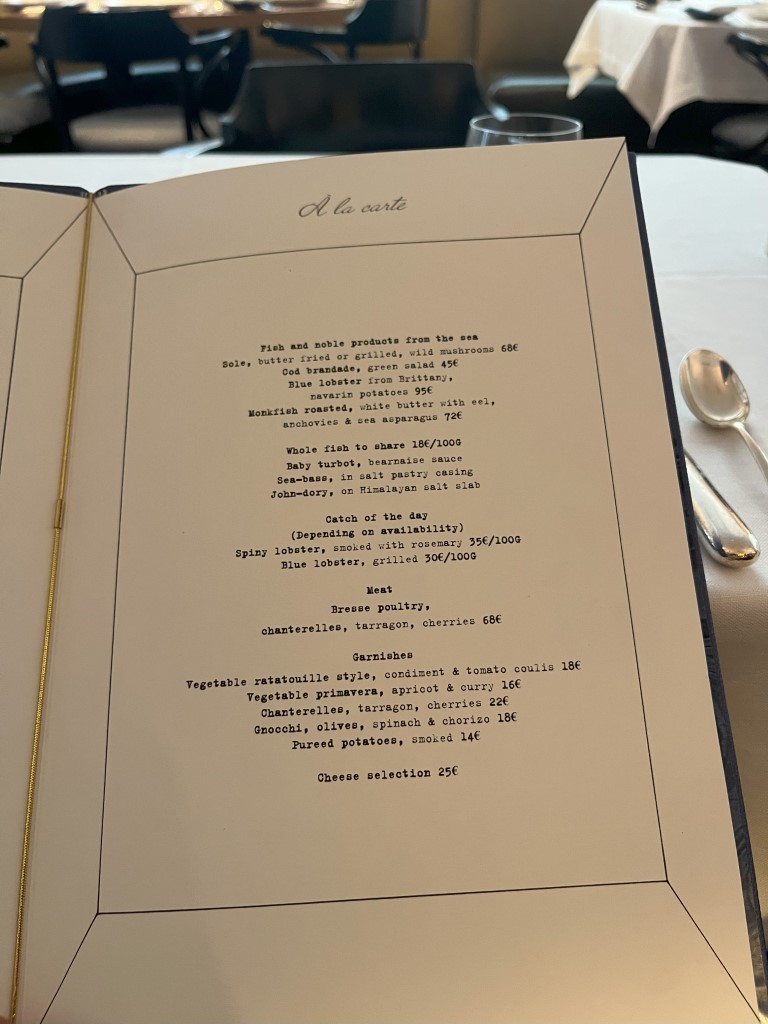 À la carte
Fish and noble products from the sea
Sole, butter fried or grilled, wild mushrooms 68€
Cod brandade, green salad 45€
Blue lobster from Brittany,
navarin potatoes 95€
Monkfish roasted, white butter with eel,
anchovies & sea asparagus 72€
Whole fish to share 18€/100G
Baby turbot, bearnaise sauce
Sea-bass, in salt pastry casing
John-dory, on Himalayan salt slab
Catch of the day
(Depending on availability)
Spiny lobster, smoked with rosemary 35€/100G
Blue lobster, grilled 30€/100G
Meat
Bresse poultry,
chanterelles, tarragon, cherries 68€
Garnishes
Vegetable ratatouille style, condiment & tomato coulis 18€
Vegetable primavera, apricot & curry 16€
Chanterelles, tarragon, cherries 22€
Gnocchi, olives, spinach & chorizo 18€
Pureed potatoes, smoked 14€
Cheese selection 25€